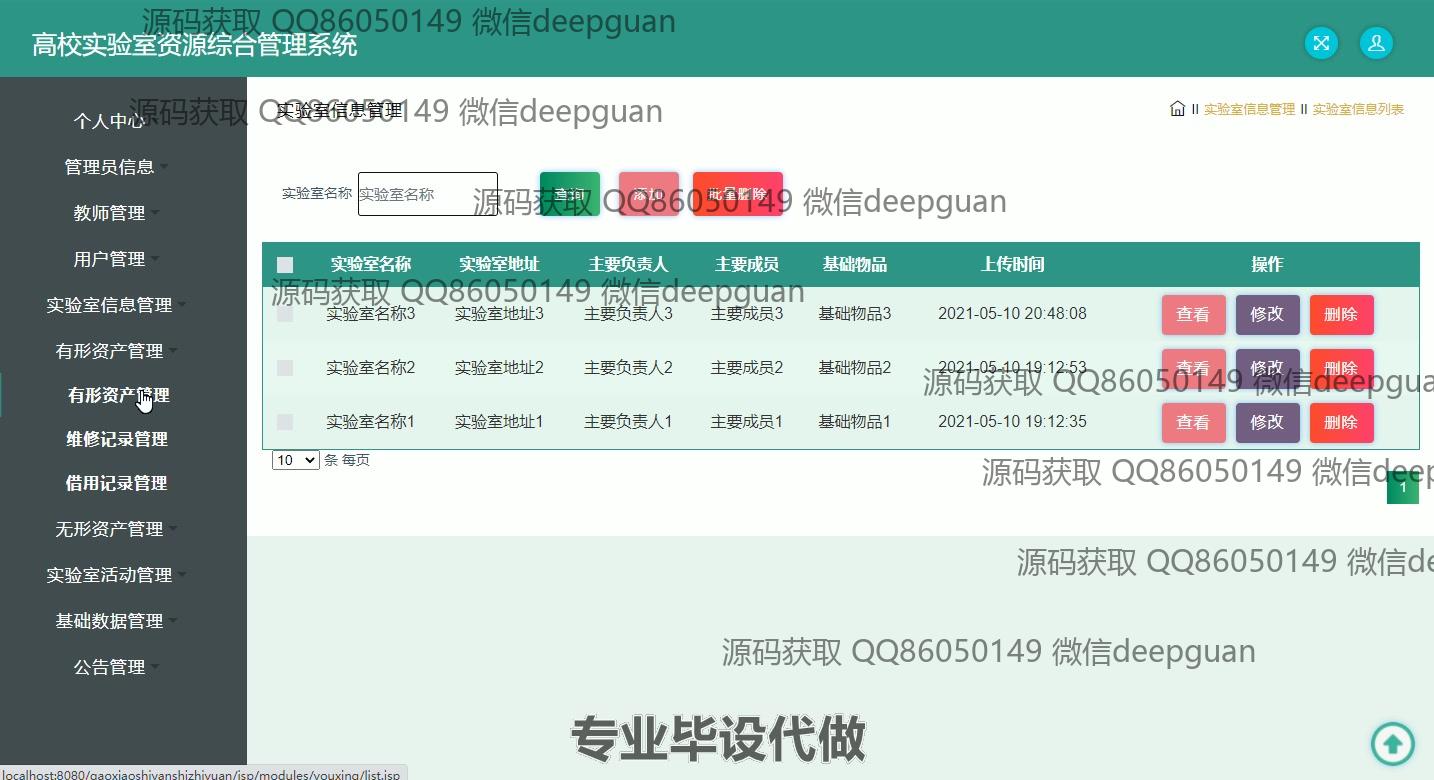 源码获取 QQ86050149 微信deepguan
高校实验室资源综合管理系统
源码获取 QQ86050149 微信deepguan
个人中心
管理员信息
教师管理
用户管理
实验室信息管理
有形资产管理
有形资产管理
维修记录管理
借用记录管理
无形资产管理
实验室活动管理
基础数据管理
公告管理
实验室信息管理
II 实验室信息管理 II 实验室信息列表
实验室名称 实验室名称 查询 添加 批量删除
源码获取 QQ86050149 微信deepguan
实验室名称 实验室地址 主要负责人 主要成员 基础物品 上传时间 操作
源码获取 QQ86050149 微信deepguan
实验室名称3 实验室地址3 主要负责人3 主要成员3 基础物品3 2021-05-10 20:48:08 查看 修改 删除
实验室名称2 实验室地址2 主要负责人2 主要成员2 基础物品2 2021-05-10 19:12:53 查看 修改 删除
源码获取 QQ86050149 微信deepgua
实验室名称1 实验室地址1 主要负责人1 主要成员1 基础物品1 2021-05-10 19:12:35 查看 修改 删除
10 条 每页
源码获取 QQ86050149 微信deep
1
源码获取 QQ86050149 微信de
源码获取 QQ86050149 微信deepguan
专业毕设代做
localhost:8080/gaoxiaoshiyanshizhiyuan/jsp/modules/youxing/list.jsp